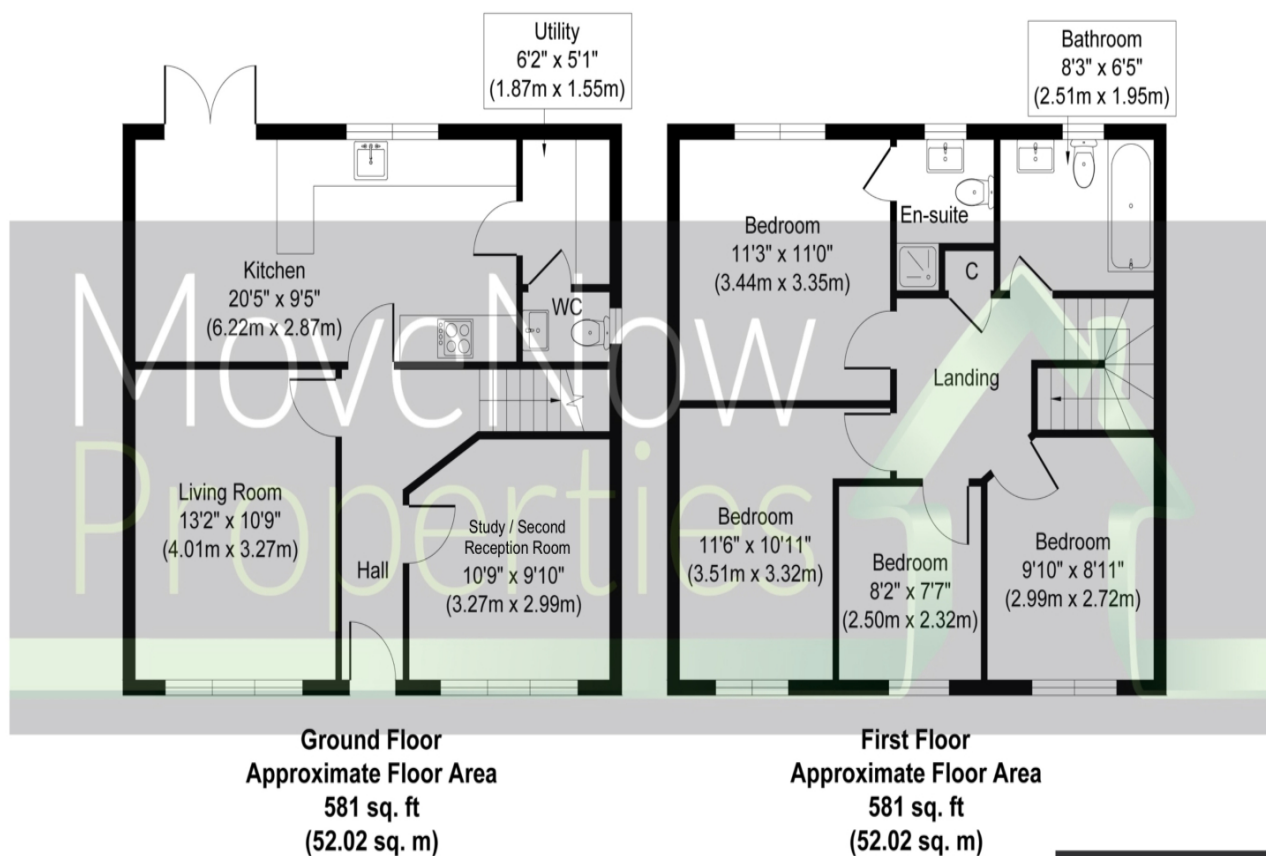 Utility
6'2" x 5'1"
(1.87m x 1.55m)
Kitchen
20'5" x 9'5"
(6.22m x 2.87m)
WC
Living Room
13'2" x 10'9"
(4.01m x 3.27m)
Hall
Study / Second
Reception Room
10'9" x 9'10"
(3.27m x 2.99m)
Ground Floor
Approximate Floor Area
581 sq. ft
(52.02 sq. m)
Bathroom
8'3" x 6'5"
(2.51m x 1.95m)
Bedroom
11'3" x 11'0"
(3.44m x 3.35m)
En-suite
C
Landing
Bedroom
11'6" x 10'11"
(3.51m x 3.32m)
Bedroom
8'2" x 7'7"
(2.50m x 2.32m)
Bedroom
9'10" x 8'11"
(2.99m x 2.72m)
First Floor
Approximate Floor Area
581 sq. ft
(52.02 sq. m)
MoveNow
Properties